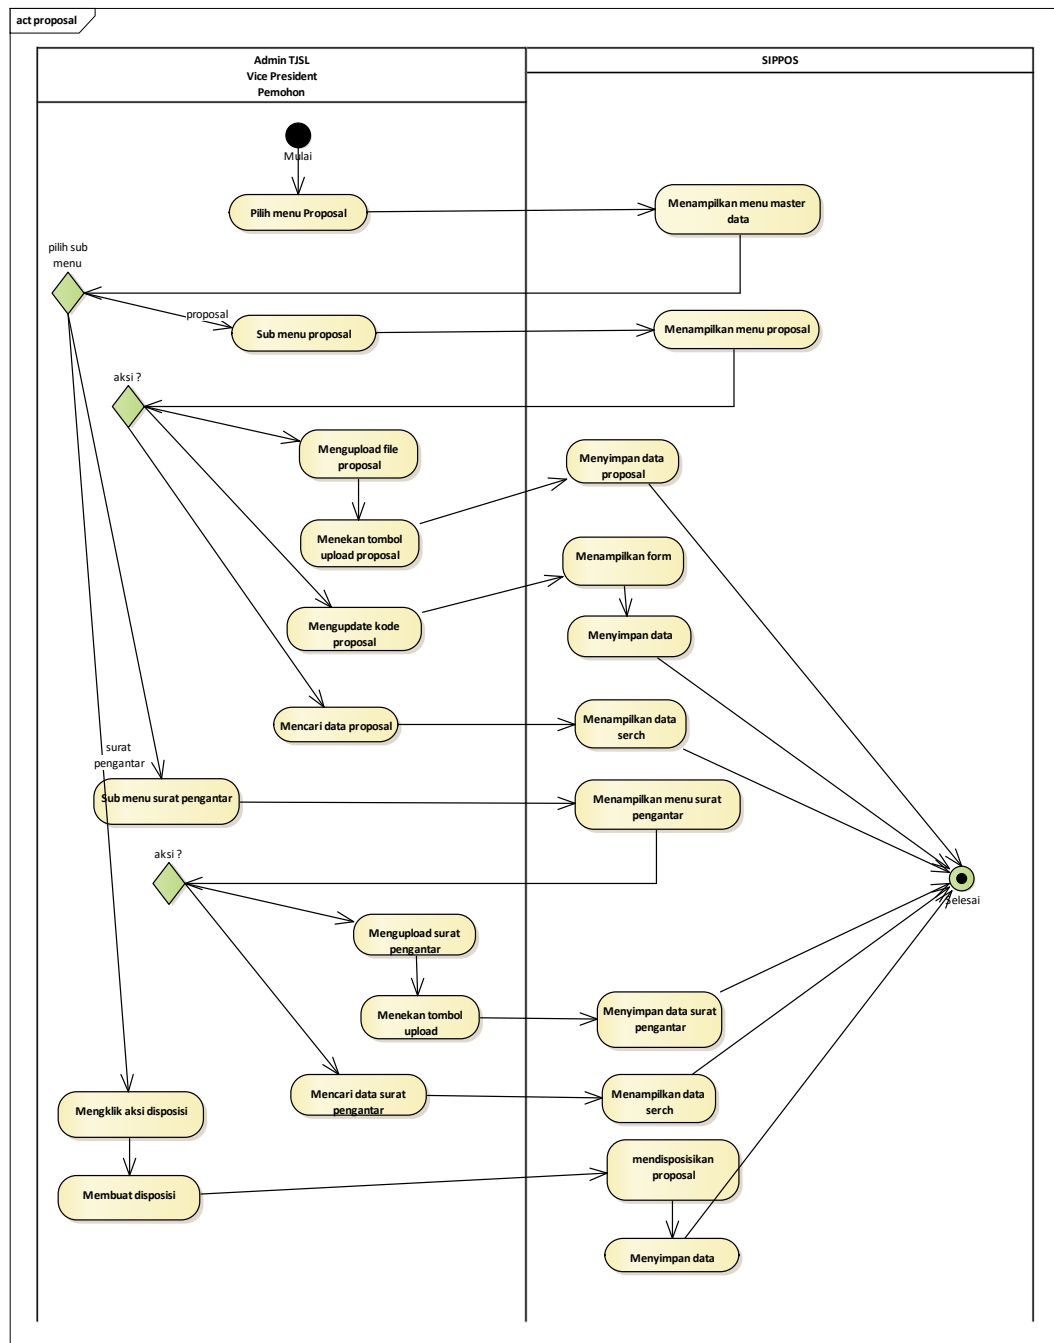 act proposal
Admin TJSL
Vice President
Pemohon
SIPPOS
Mulai
Pilih menu Proposal
Menampilkan menu master
data
pilih sub
menu
proposal
Sub menu proposal
Menampilkan menu proposal
aksi ?
Mengupload file
proposal
Menyimpan data
proposal
Menekan tombol
upload proposal
Menampilkan form
Mengupdate kode
proposal
Menyimpan data
Mencari data proposal
Menampilkan data
serch
surat
pengantar
Sub menu surat pengantar
Menampilkan menu surat
pengantar
aksi ?
Selesai
Mengupload surat
pengantar
Menekan tombol
upload
Menyimpan data surat
pengantar
Mencari data surat
pengantar
Menampilkan data
serch
Mengklik aksi disposisi
mendisposisikan
proposal
Membuat disposisi
Menyimpan data